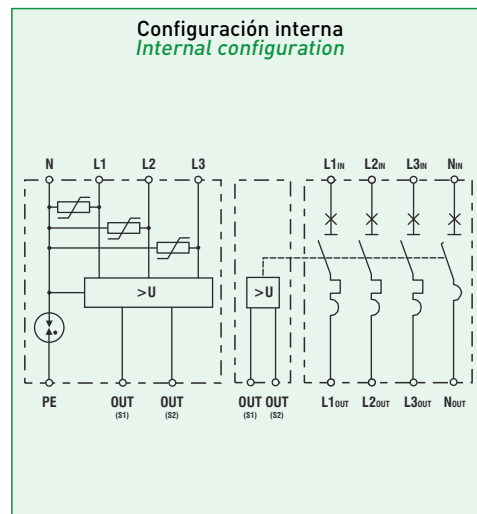 Configuración interna
Internal configuration
N L1 L2 L3 L1IN L2IN L3IN NIN
>U >U
PE OUT OUT OUT OUT L1OUT L2OUT L3OUT NOUT
(S1) (S2) (S1) (S2)